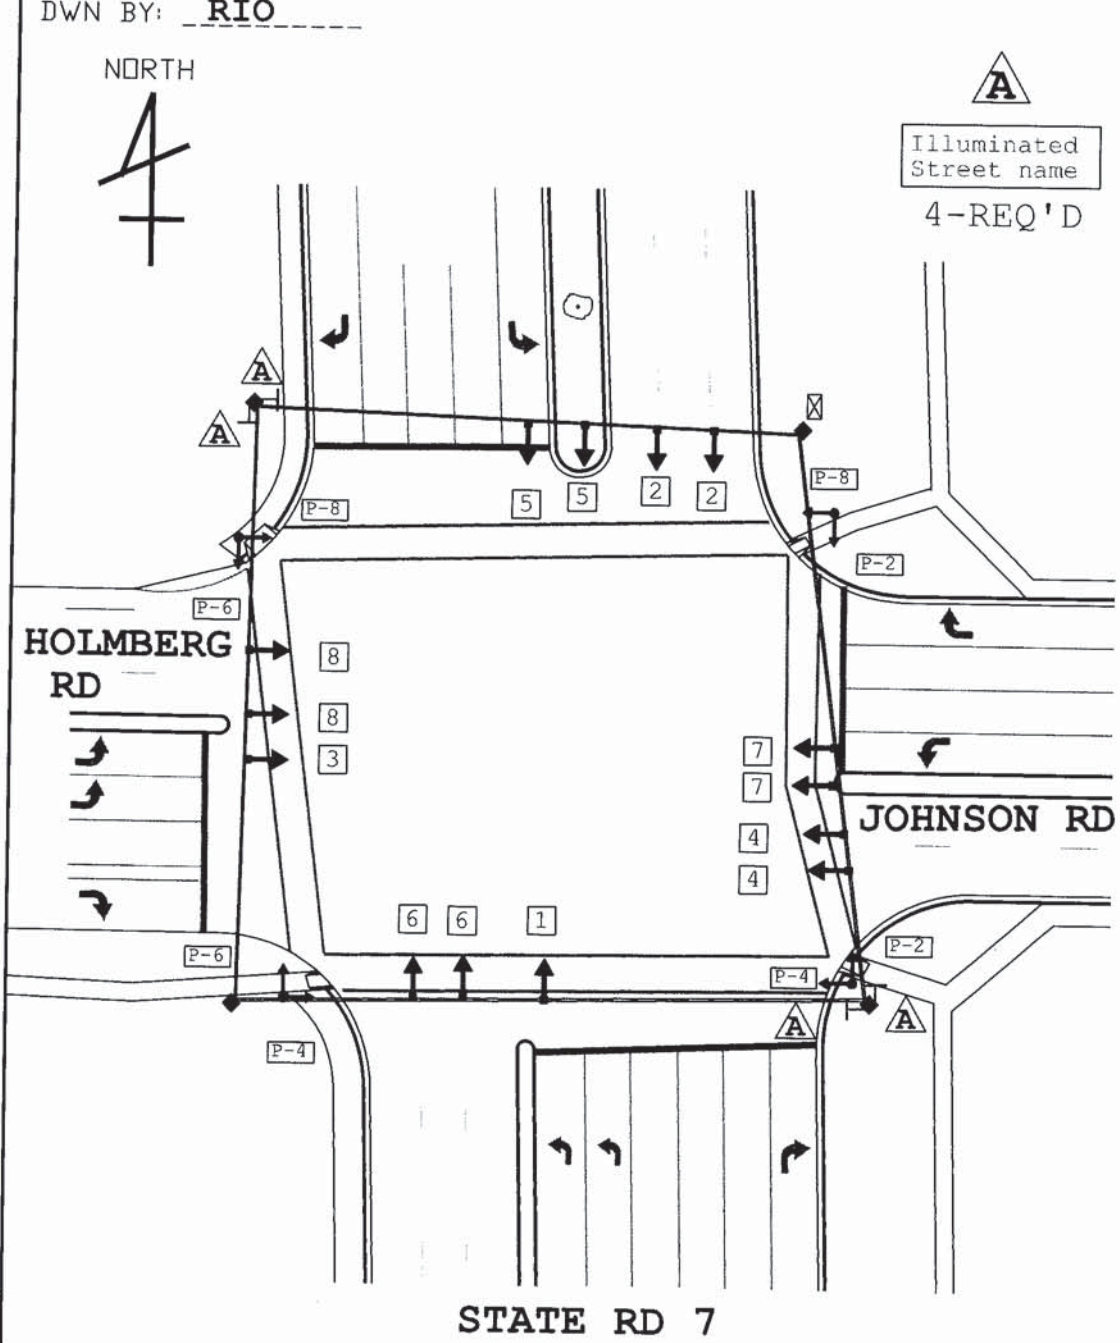 DWN BY: RIO
NORTH
A
Illuminated
Street name
4-REQ'D
A
A
P-8
5
5
2
2
P-8
P-2
P-6
HOLMBERG
RD
8
8
3
7
7
4
4
JOHNSON RD
6
6
1
P-6
P-2
P-4
A
A
P-4
STATE RD 7